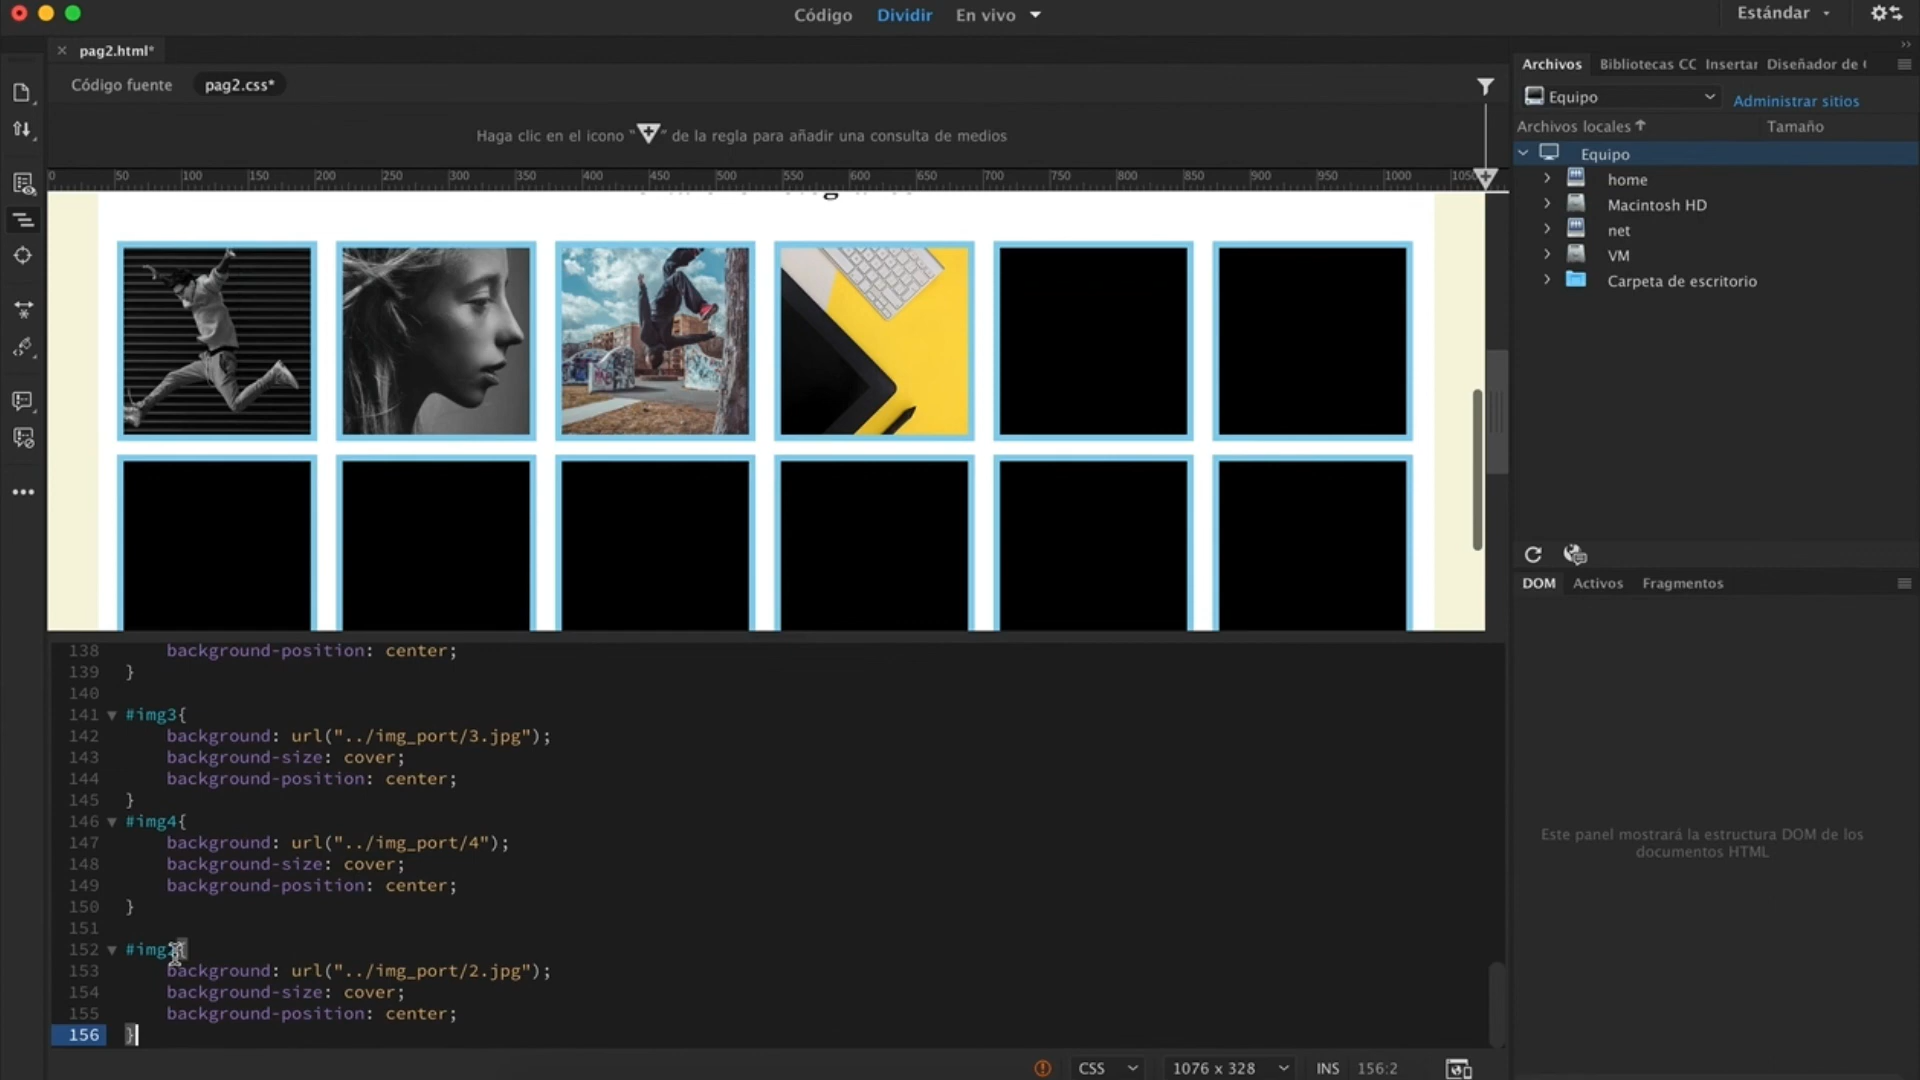 Código Dividir En vivo
Estándar
pag2.html*
Código fuente pag2.css*
Haga clic en el icono " " de la regla para añadir una consulta de medios
0 50 100 150 200 250 300 350 400 450 500 550 600 650 700 750 800 850 900 950 1000 1050
Archivos Bibliotecas CC Insertar Diseñador de
Equipo Administrar sitios
Archivos locales Tamaño
Equipo
home
Macintosh HD
net
VM
Carpeta de escritorio
DOM Activos Fragmentos
Este panel mostrará la estructura DOM de los
documentos HTML
138 background-position: center;
139 }
140
141 #img3{
142 background: url("../img_port/3.jpg");
143 background-size: cover;
144 background-position: center;
145 }
146 #img4{
147 background: url("../img_port/4");
148 background-size: cover;
149 background-position: center;
150 }
151
152 #img
153 background: url("../img_port/2.jpg");
154 background-size: cover;
155 background-position: center;
156 }
CSS 1076 x 328 INS 156:2